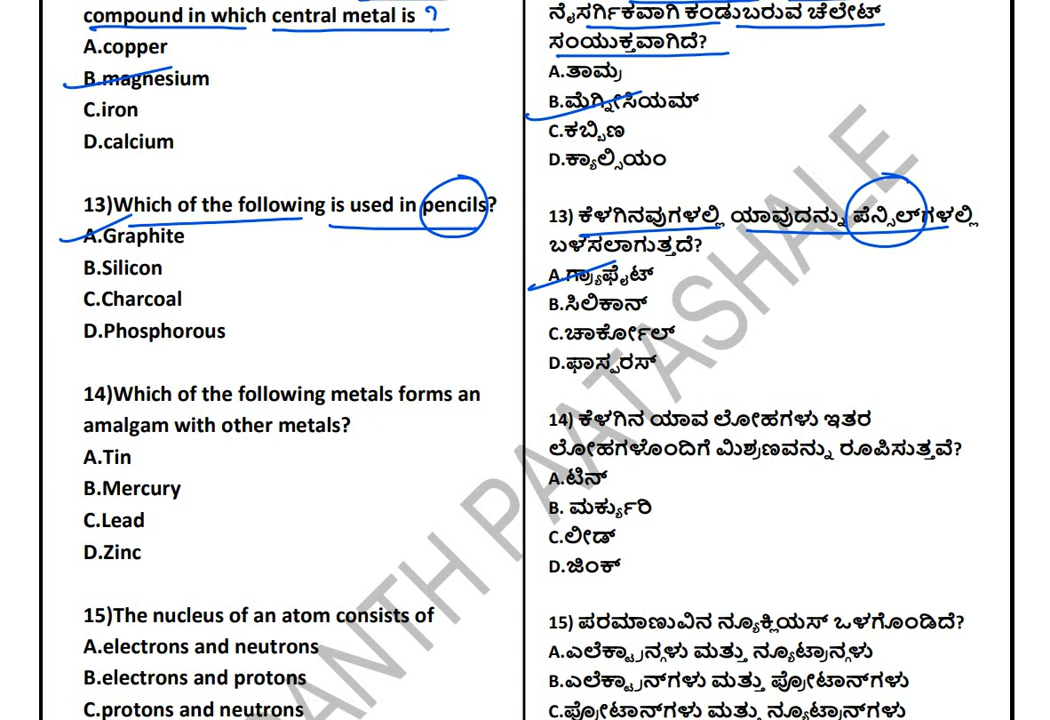 compound in which central metal is ?
A.copper
B.magnesium
C.iron
D.calcium
13)Which of the following is used in pencils?
A.Graphite
B.Silicon
C.Charcoal
D.Phosphorous
14)Which of the following metals forms an
amalgam with other metals?
A.Tin
B.Mercury
C.Lead
D.Zinc
15)The nucleus of an atom consists of
A.electrons and neutrons
B.electrons and protons
C.protons and neutrons
ನೈಸರ್ಗಿಕವಾಗಿ ಕಂಡುಬರುವ ಚೆಲೇಟ್
ಸಂಯುಕ್ತವಾಗಿದೆ?
A.ತಾಮ್ರ
B.ಮೆಗ್ನೀಸಿಯಮ್
C.ಕಬ್ಬಿಣ
D.ಕ್ಯಾಲ್ಸಿಯಂ
13) ಕೆಳಗಿನವುಗಳಲ್ಲಿ ಯಾವುದನ್ನು ಪೆನ್ಸಿಲ್‌ಗಳಲ್ಲಿ
ಬಳಸಲಾಗುತ್ತದೆ?
A.ಗ್ರ್ಯಾಫೈಟ್
B.ಸಿಲಿಕಾನ್
C.ಚಾರ್ಕೋಲ್
D.ಫಾಸ್ಪರಸ್
14) ಕೆಳಗಿನ ಯಾವ ಲೋಹಗಳು ಇತರ
ಲೋಹಗಳೊಂದಿಗೆ ಮಿಶ್ರಣವನ್ನು ರೂಪಿಸುತ್ತವೆ?
A.ಟಿನ್
B. ಮರ್ಕ್ಯುರಿ
C.ಲೀಡ್
D.ಜಿಂಕ್
15) ಪರಮಾಣುವಿನ ನ್ಯೂಕ್ಲಿಯಸ್ ಒಳಗೊಂಡಿದೆ?
A.ಎಲೆಕ್ಟ್ರಾನ್ಗಳು ಮತ್ತು ನ್ಯೂಟ್ರಾನ್ಗಳು
B.ಎಲೆಕ್ಟ್ರಾನ್‌ಗಳು ಮತ್ತು ಪ್ರೋಟಾನ್‌ಗಳು
C.ಪ್ರೋಟಾನ್‌ಗಳು ಮತ್ತು ನ್ಯೂಟ್ರಾನ್‌ಗಳು
PAATASHALE